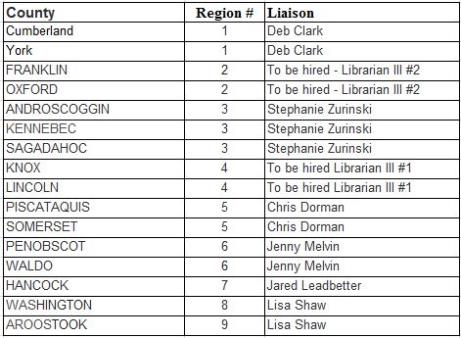 County Region # Liaison
Cumberland 1 Deb Clark
York 1 Deb Clark
FRANKLIN 2 To be hired - Librarian III #2
OXFORD 2 To be hired - Librarian III #2
ANDROSCOGGIN 3 Stephanie Zurinski
KENNEBEC 3 Stephanie Zurinski
SAGADAHOC 3 Stephanie Zurinski
KNOX 4 To be hired Librarian III #1
LINCOLN 4 To be hired Librarian III #1
PISCATAQUIS 5 Chris Dorman
SOMERSET 5 Chris Dorman
PENOBSCOT 6 Jenny Melvin
WALDO 6 Jenny Melvin
HANCOCK 7 Jared Leadbetter
WASHINGTON 8 Lisa Shaw
AROOSTOOK 9 Lisa Shaw